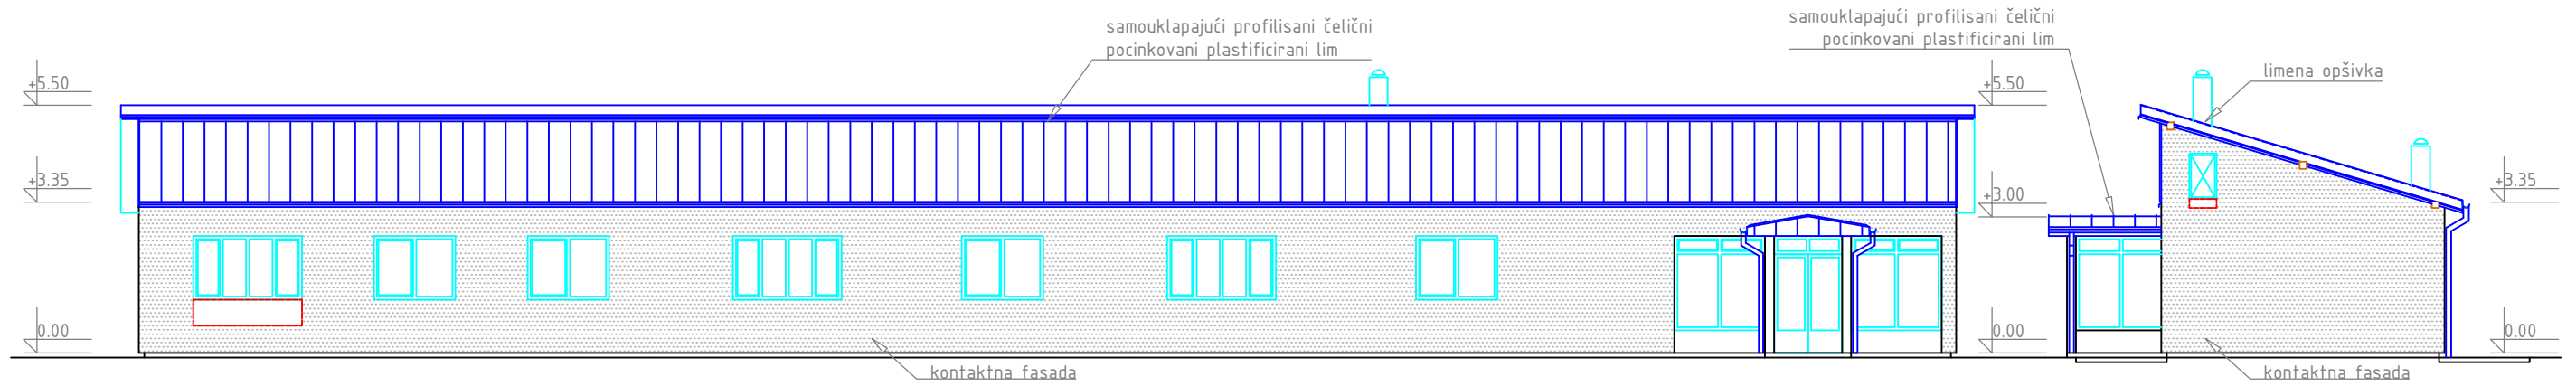 samouklapajući profilisani čelični
pocinkovani plastificirani lim
samouklapajući profilisani čelični
pocinkovani plastificirani lim
limena opšivka
+5.50
+5.50
+3.35
+3.00
+3.35
0.00
0.00
0.00
kontaktna fasada
kontaktna fasada